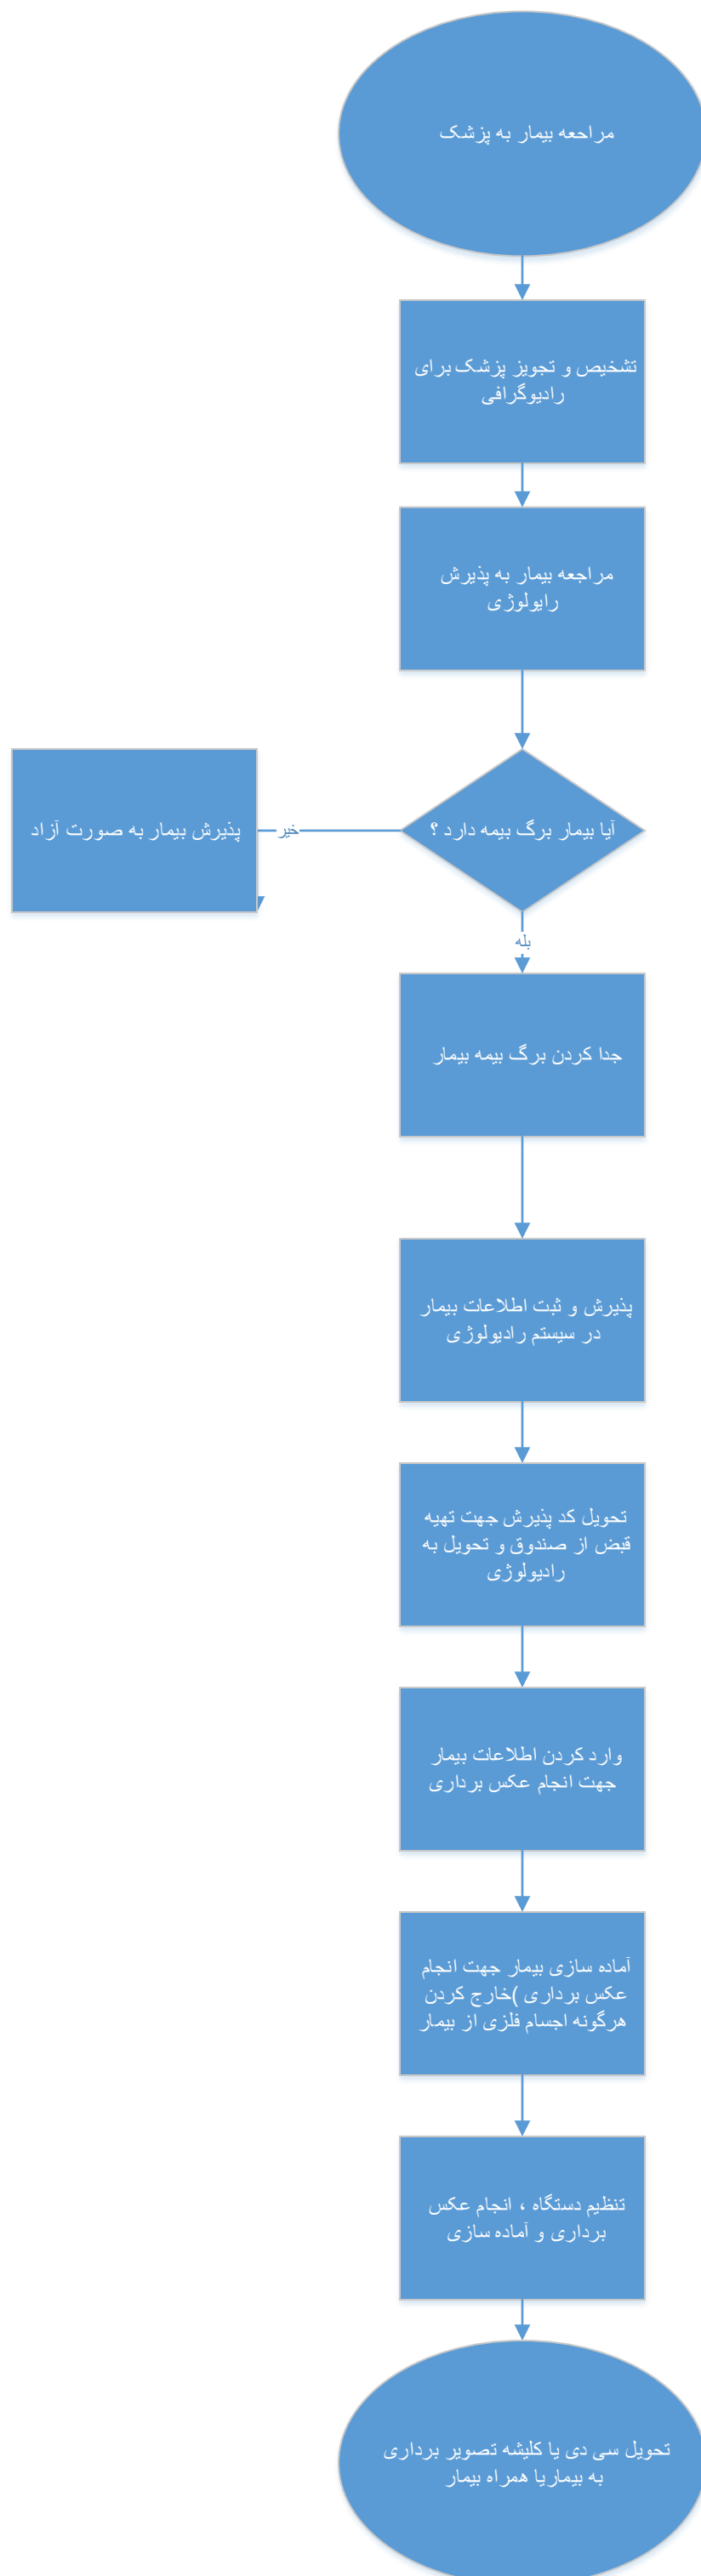 مراحعه بیمار به پزشک
تشخیص و تجویز پزشک برای
رادیوگرافی
مراجعه بیمار به پذیرش
رایولوژی
آیا بیمار برگ بیمه دارد ؟
خیر
پذیرش بیمار به صورت آزاد
بله
جدا کردن برگ بیمه بیمار
پذیرش و ثبت اطلاعات بیمار
در سیستم رادیولوژی
تحویل کد پذیرش جهت تهیه
قبض از صندوق و تحویل به
رادیولوژی
وارد کردن اطلاعات بیمار
جهت انجام عکس برداری
آماده سازی بیمار جهت انجام
عکس برداری )خارج کردن
هرگونه اجسام فلزی از بیمار
تنظیم دستگاه ، انجام عکس
برداری و آماده سازی
تحویل سی دی یا کلیشه تصویر برداری
به بیماریا همراه بیمار